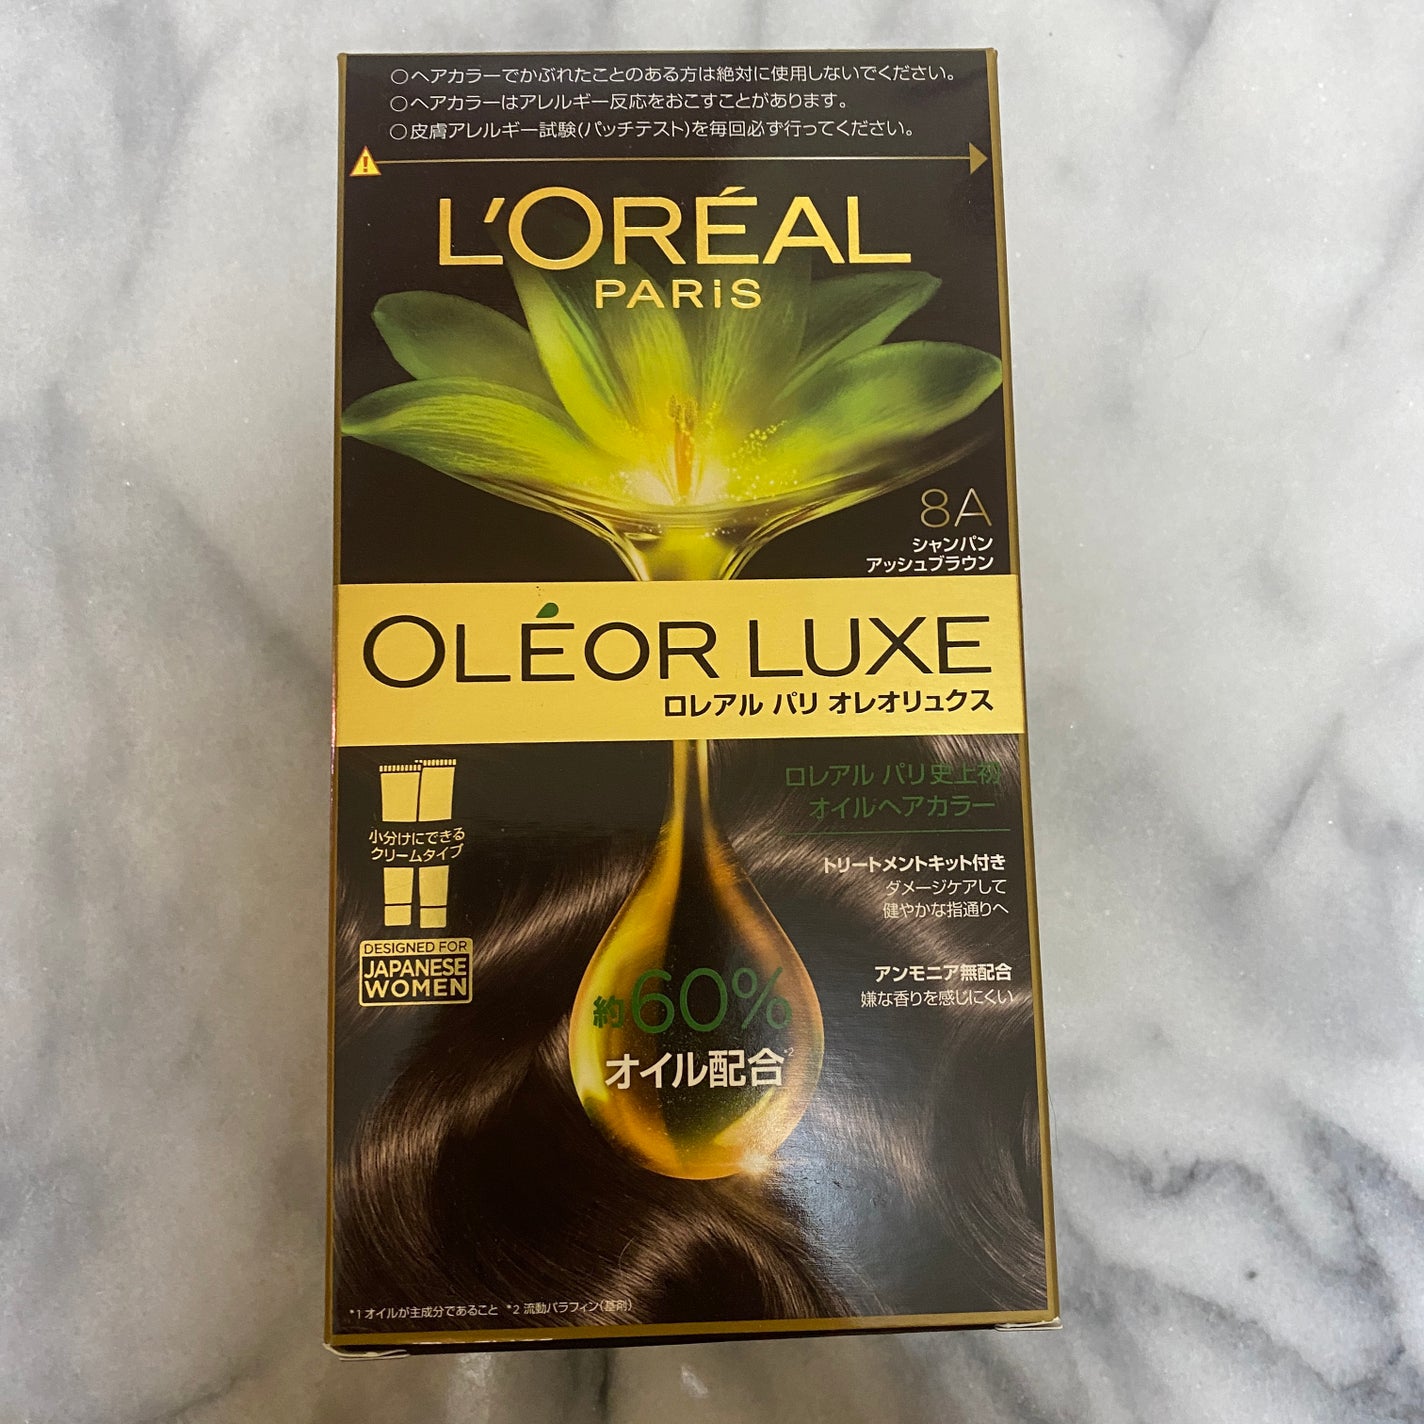 ○ヘアカラーでかぶれたことのある方は絶対に使用しないでください。
○ヘアカラーはアレルギー反応をおこすことがあります。
○皮膚アレルギー試験(パッチテスト)を毎回必ず行ってください。
L'ORÉAL
PARiS
8A
シャンパン
アッシュブラウン
OLÉOR LUXE
ロレアル パリ オレオリュクス
ロレアル パリ史上初
オイルヘアカラー
小分けにできる
クリームタイプ
トリートメントキット付き
ダメージケアして
健やかな指通りへ
DESIGNED FOR
JAPANESE
WOMEN
アンモニア無配合
嫌な香りを感じにくい
約60%
オイル配合*2
*1 オイルが主成分であること *2 流動パラフィン(基剤)